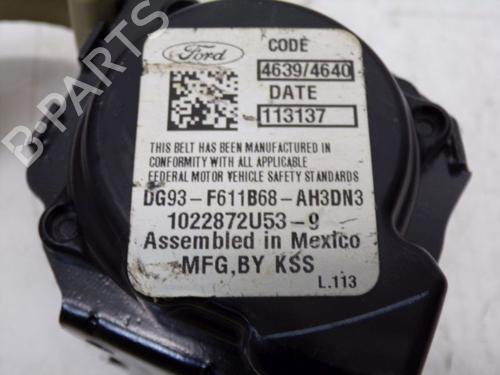 Ford
CODE
4639/4640
DATE
113137
THIS BELT HAS BEEN MANUFACTURED IN
CONFORMITY WITH ALL APPLICABLE
FEDERAL MOTOR VEHICLE SAFETY STANDARDS
DG93-F611B68-AH3DN3
1022872U53-9
Assembled in Mexico
MFG,BY KSS
L.113